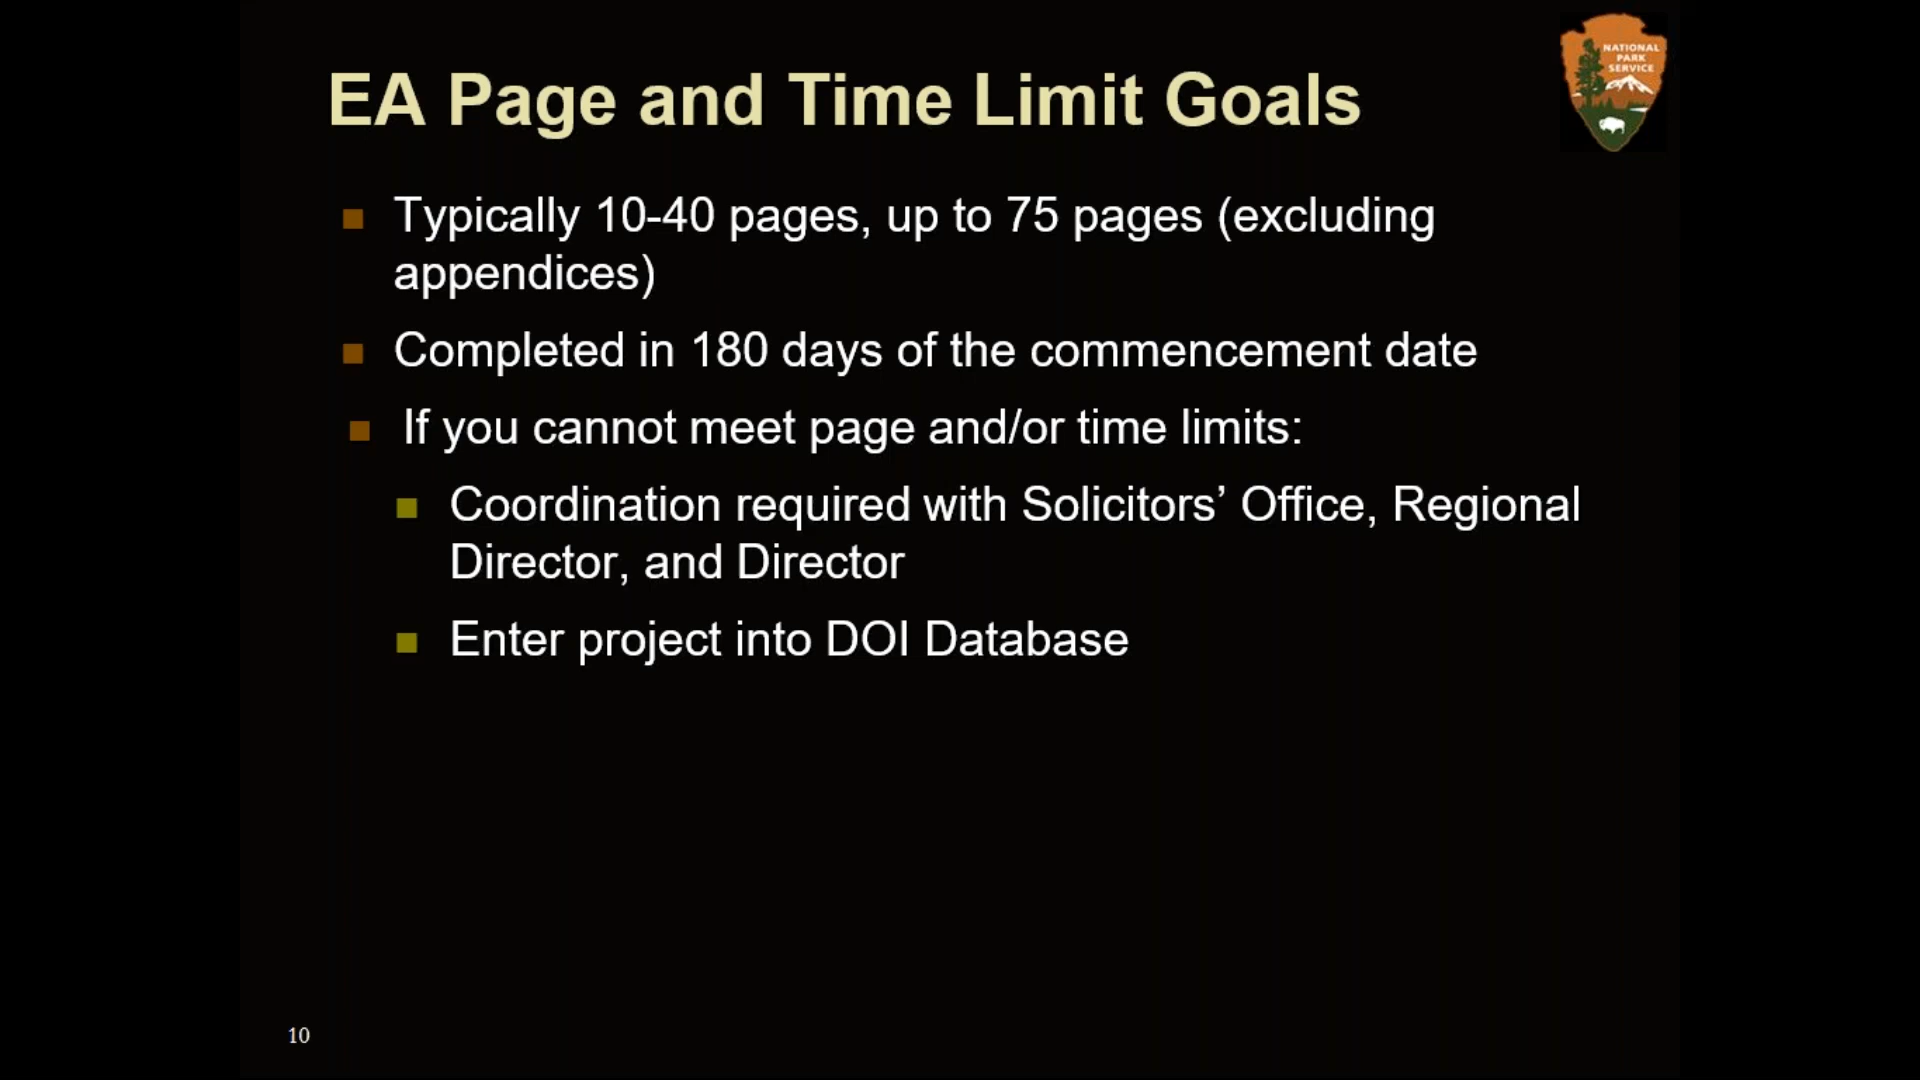 EA Page and Time Limit Goals
NATIONAL
PARK
SERVICE
Typically 10-40 pages, up to 75 pages (excluding
appendices)
Completed in 180 days of the commencement date
If you cannot meet page and/or time limits:
Coordination required with Solicitors’ Office, Regional
Director, and Director
Enter project into DOI Database
10